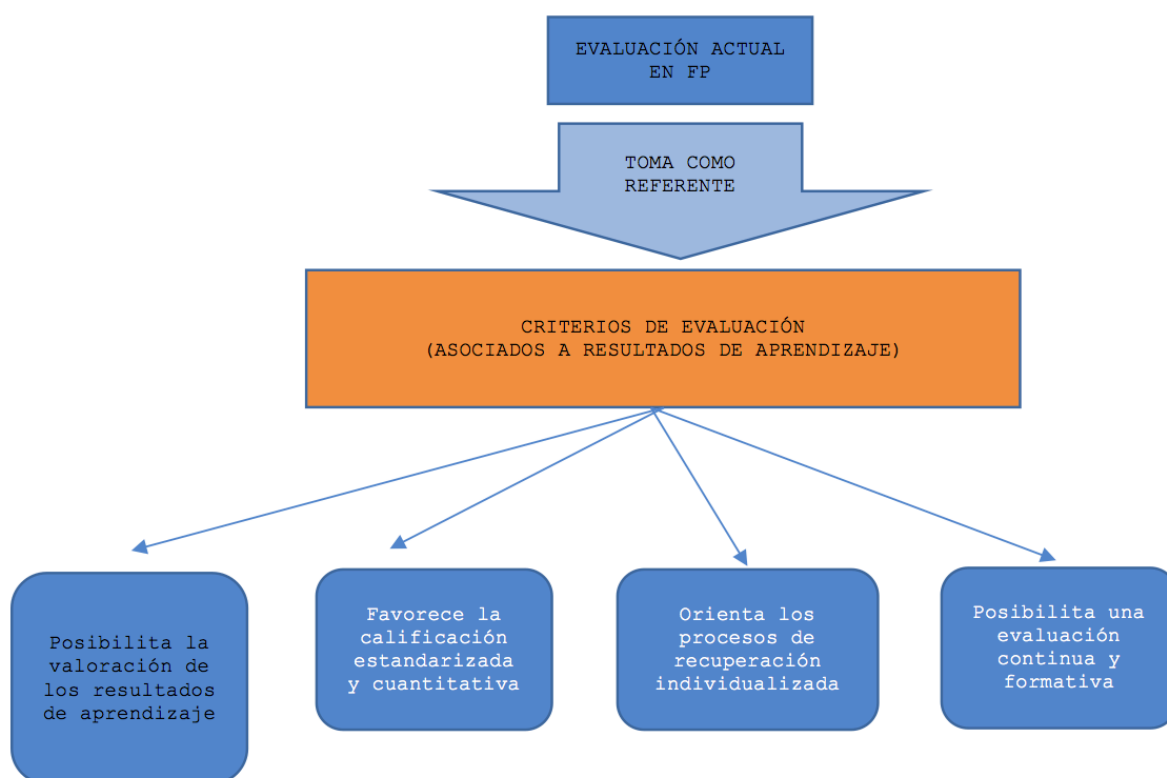 EVALUACIÓN ACTUAL
EN FP
TOMA COMO
REFERENTE
CRITERIOS DE EVALUACIÓN
(ASOCIADOS A RESULTADOS DE APRENDIZAJE)
Posibilita la
valoración de
los resultados
de aprendizaje
Favorece la
calificación
estandarizada
y cuantitativa
Orienta los
procesos de
recuperación
individualizada
Posibilita una
evaluación
continua y
formativa